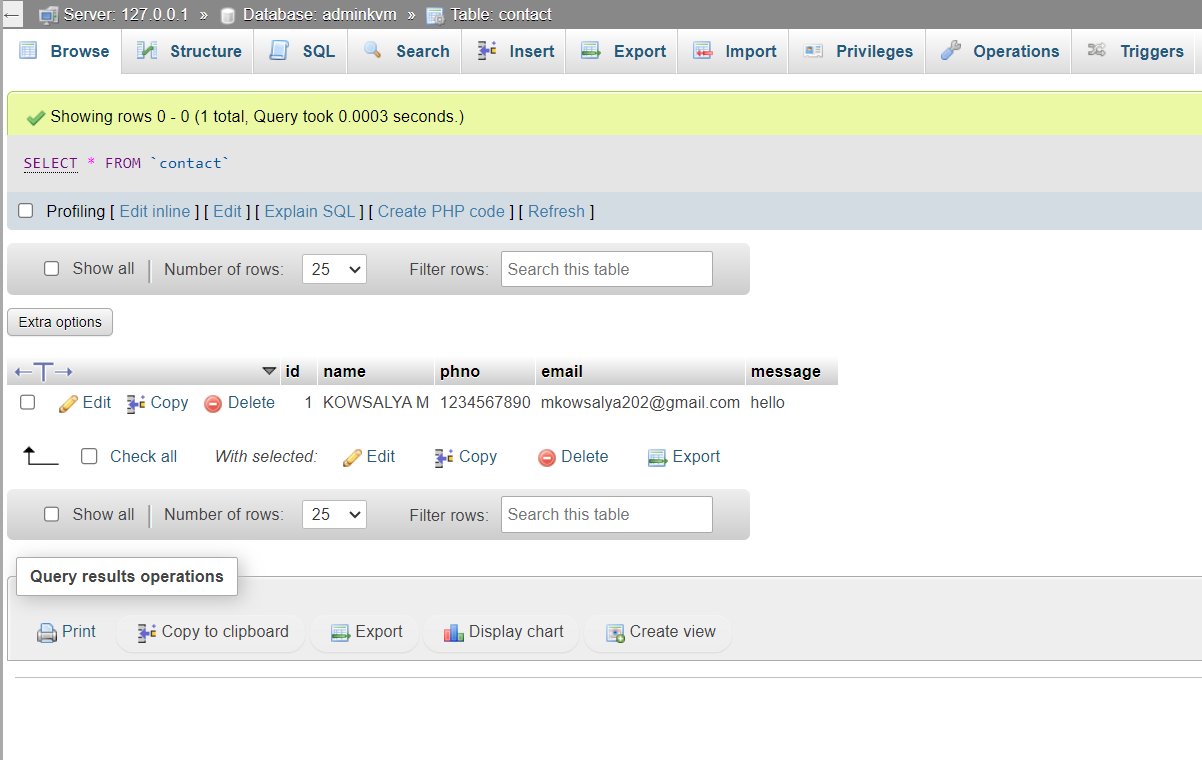 Server: 127.0.0.1 » Database: adminkvm » Table: contact
Browse Structure SQL Search Insert Export Import Privileges Operations Triggers
Showing rows 0 - 0 (1 total, Query took 0.0003 seconds.)
SELECT * FROM `contact`
Profiling [ Edit inline ] [ Edit ] [ Explain SQL ] [ Create PHP code ] [ Refresh ]
Show all Number of rows: 25 Filter rows: Search this table
Extra options
id name phno email message
Edit Copy Delete 1 KOWSALYA M 1234567890 mkowsalya202@gmail.com hello
Check all With selected: Edit Copy Delete Export
Show all Number of rows: 25 Filter rows: Search this table
Query results operations
Print Copy to clipboard Export Display chart Create view